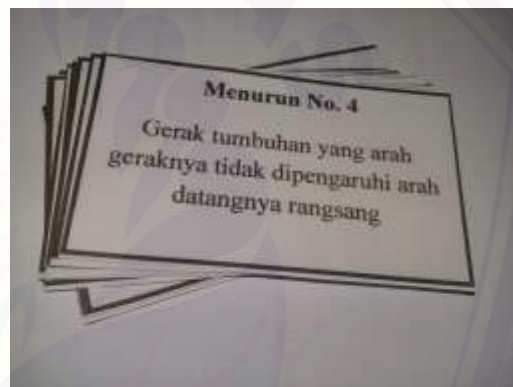 Menurun No. 4
Gerak tumbuhan yang arah
geraknya tidak dipengaruhi arah
datangnya rangsang